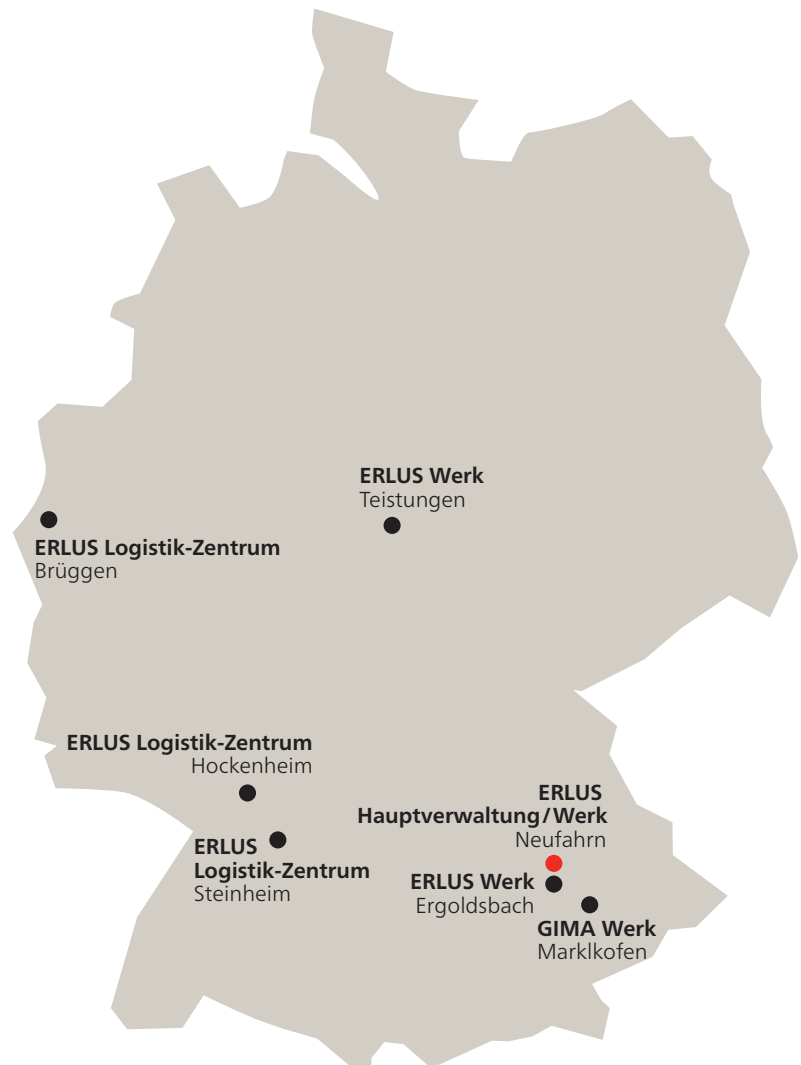 ERLUS Werk
Teistungen
ERLUS Logistik-Zentrum
Brüggen
ERLUS Logistik-Zentrum
Hockenheim
ERLUS
Logistik-Zentrum
Steinheim
ERLUS
Hauptverwaltung/Werk
Neufahrn
ERLUS Werk
Ergoldsbach
GIMA Werk
Marklkofen